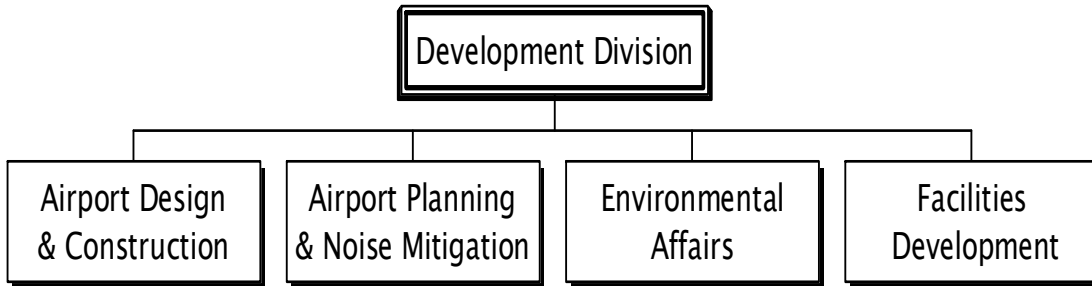 Development Division
Airport Design
& Construction
Airport Planning
& Noise Mitigation
Environmental
Affairs
Facilities
Development